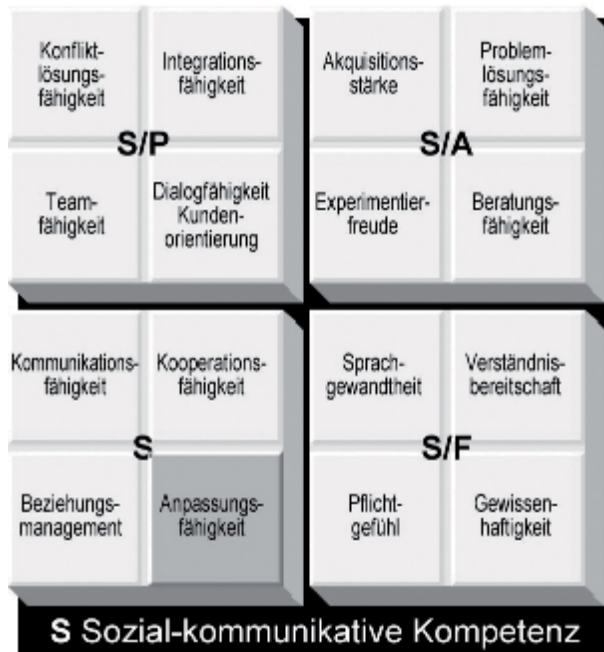 Konflikt-
lösungs-
fähigkeit
Integrations-
fähigkeit
S/P
Team-
fähigkeit
Dialogfähigkeit
Kunden-
orientierung
Akquisitions-
stärke
Problem-
lösungs-
fähigkeit
S/A
Experimentier-
freude
Beratungs-
fähigkeit
Kommunikations-
fähigkeit
Kooperations-
fähigkeit
S
Beziehungs-
management
Anpassungs-
fähigkeit
Sprach-
gewandtheit
Verständnis-
bereitschaft
S/F
Pflicht-
gefühl
Gewissen-
haftigkeit
S Sozial-kommunikative Kompetenz